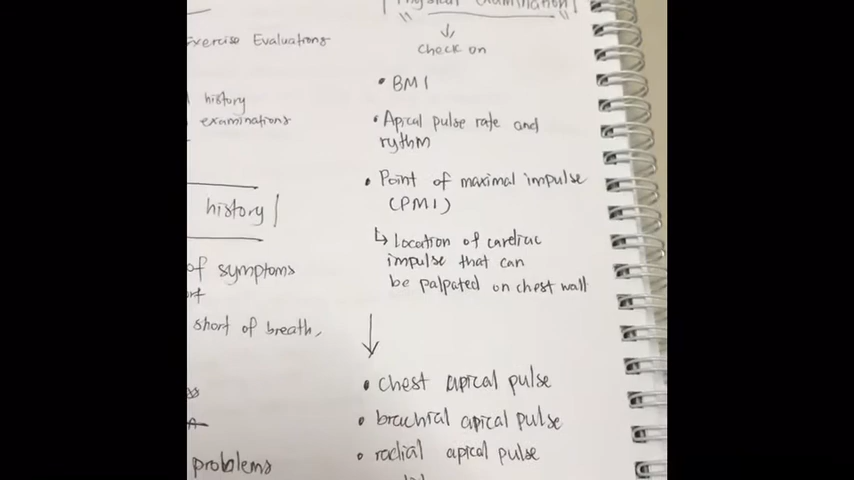 Exercise Evaluations
history
examinations
history
of symptoms
short of breath,
problems
Physical Examination
Check on
• BMI
• Apical pulse rate and
rythm
• Point of maximal impulse
(PMI)
↳ Location of cardiac
impulse that can
be palpated on chest wall
• chest apical pulse
• brachial apical pulse
• radial apical pulse